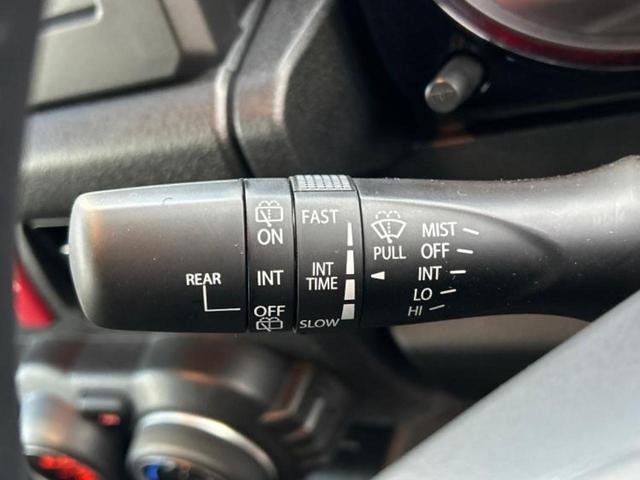 REAR
ON
INT
OFF
FAST
INT
TIME
SLOW
PULL
MIST
OFF
INT
LO
HI